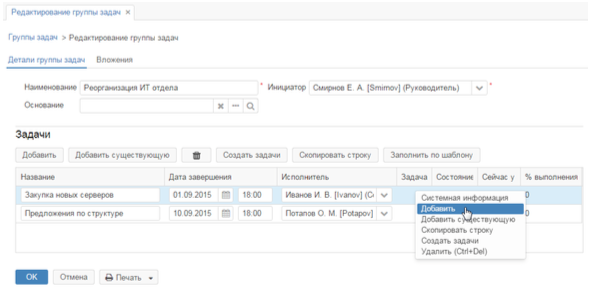 Редактирование группы задач ×
Группы задач > Редактирование группы задач
Детали группы задач Вложения
Наименование Реорганизация ИТ отдела * Инициатор Смирнов Е. А. [Smirnov] (Руководитель) *
Основание
Задачи
Добавить Добавить существующую Создать задачи Скопировать строку Заполнить по шаблону
Название Дата завершения Исполнитель Задача Состояние Сейчас у % выполнения
Закупка новых серверов 01.09.2015 18:00 Иванов И. В. [Ivanov] (Со 0
Предложения по структуре 10.09.2015 18:00 Потапов О. М. [Potapov] 0
Системная информация
Добавить
Добавить существующую
Скопировать строку
Создать задачи
Удалить (Ctrl+Del)
ОК Отмена Печать